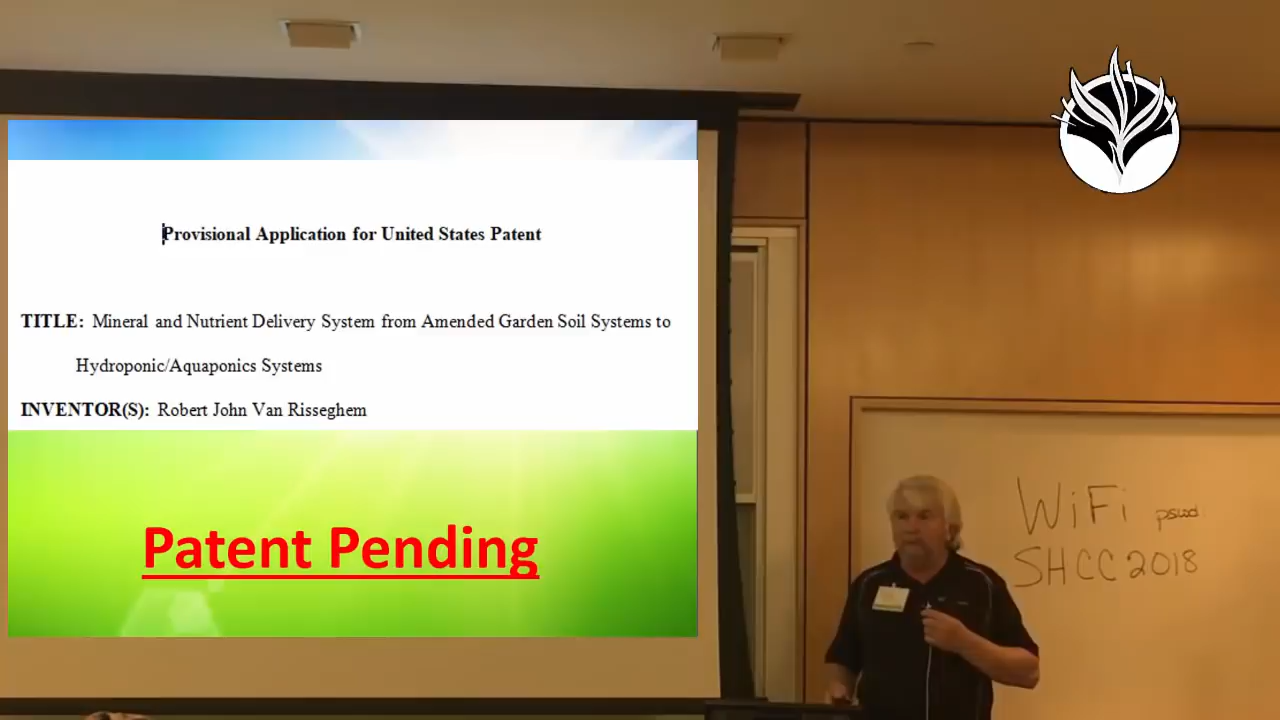 Provisional Application for United States Patent
TITLE: Mineral and Nutrient Delivery System from Amended Garden Soil Systems to
Hydroponic/Aquaponics Systems
INVENTOR(S): Robert John Van Risseghem
Patent Pending
WiFi pswd
SHCC2018